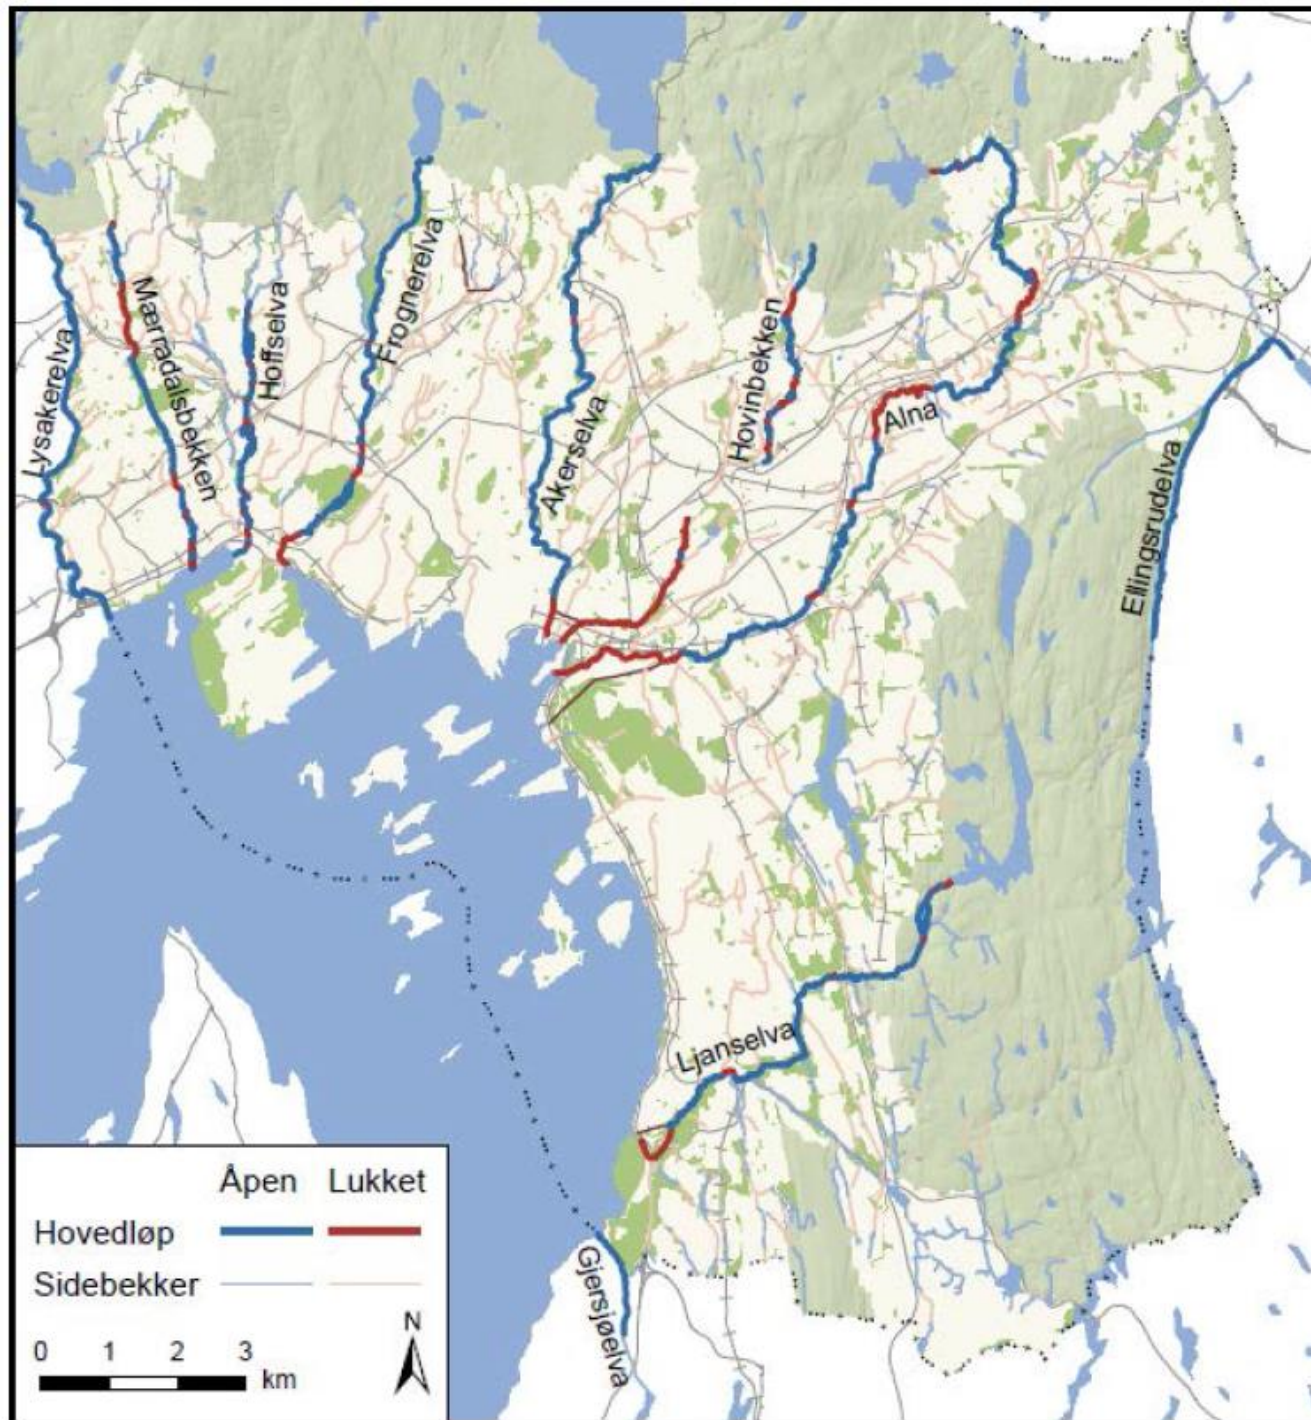 Lysakerelva
Mærradalsbekken
Hoffselva
Frognerelva
Akerselva
Hovinbekken
Alna
Ellingsrudelva
Ljanselva
Gjersjøelva
Åpen Lukket
Hovedløp
Sidebekker
N
0 1 2 3
km